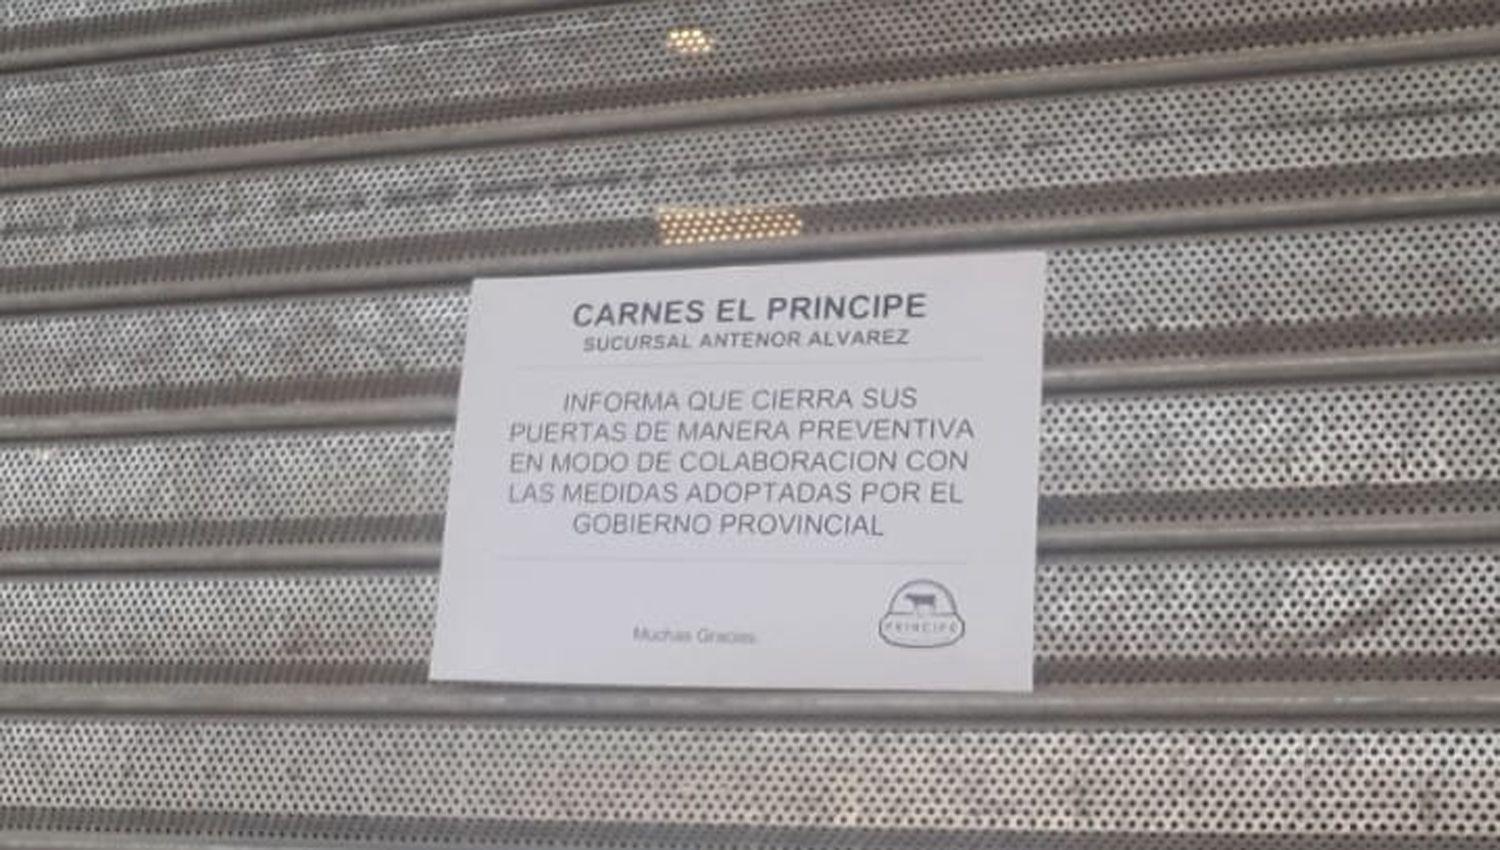 CARNES EL PRINCIPE
SUCURSAL ANTENOR ALVAREZ
INFORMA QUE CIERRA SUS
PUERTAS DE MANERA PREVENTIVA
EN MODO DE COLABORACION CON
LAS MEDIDAS ADOPTADAS POR EL
GOBIERNO PROVINCIAL
Muchas Gracias.
PRINCIPE